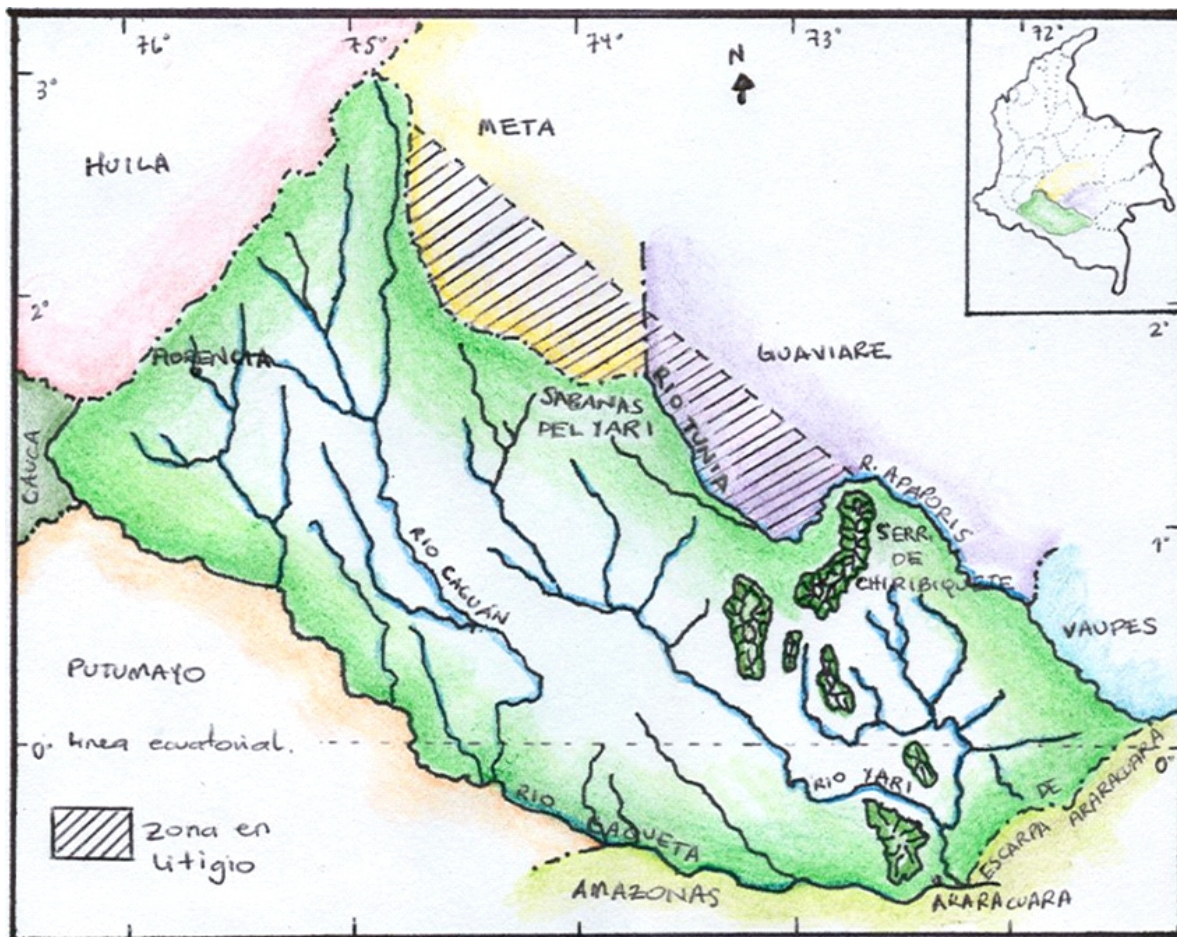 76°
75°
74°
73°
72°
3°
N
META
HUILA
2°
2°
FLORENCIA
GUAVIARE
SABANAS
DEL YARI
RIO TUNIA
CAUCA
R. APAPORIS
SERR.
DE
CHIRIBIQUETE
1°
RIO CAGUÁN
VAUPES
PUTUMAYO
linea ecuatorial.
0°
0°
RIO YARI
RIO CAQUETA
ESCARPA DE ARARACUARA
zona en
litigio
AMAZONAS
ARARACUARA